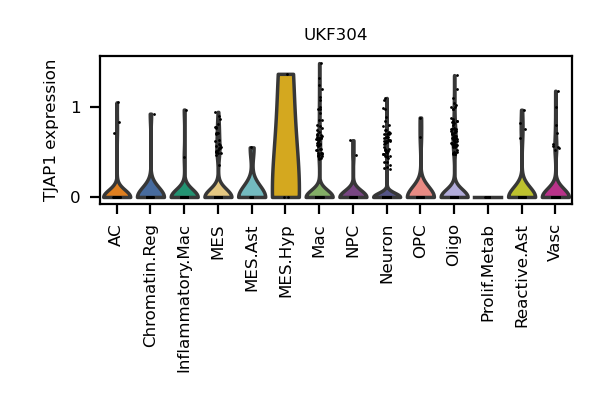 UKF304
TJAP1 expression
1
0
AC
Chromatin.Reg
Inflammatory.Mac
MES
MES.Ast
MES.Hyp
Mac
NPC
Neuron
OPC
Oligo
Prolif.Metab
Reactive.Ast
Vasc